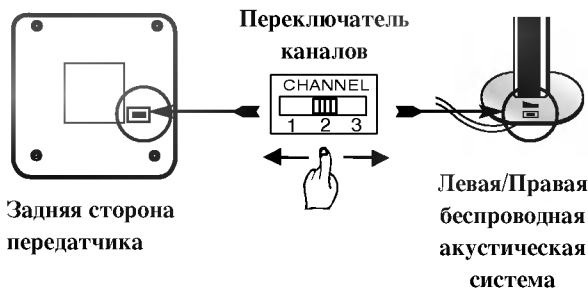 Переключатель
каналов
CHANNEL
1 2 3
Задняя сторона
передатчика
Левая/Правая
беспроводная
акустическая
система